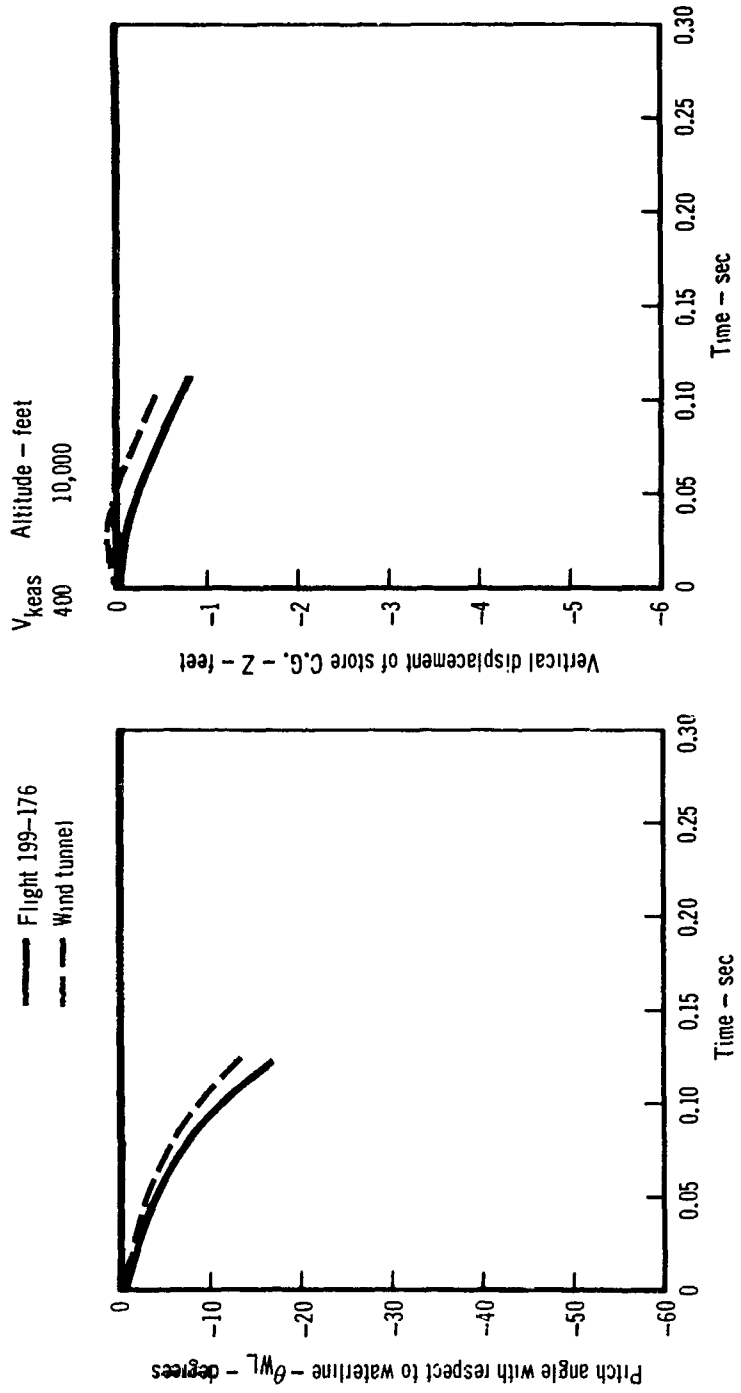 Flight 199-176
Wind tunnel
V_keas Altitude - feet
400 10,000
Pitch angle with respect to waterline - θ_WL - degrees
0
-10
-20
-30
-40
-50
-60
0 0.05 0.10 0.15 0.20 0.25 0.30
Time - sec
Vertical displacement of store C.G. - Z - feet
0
-1
-2
-3
-4
-5
-6
0 0.05 0.10 0.15 0.20 0.25 0.30
Time - sec